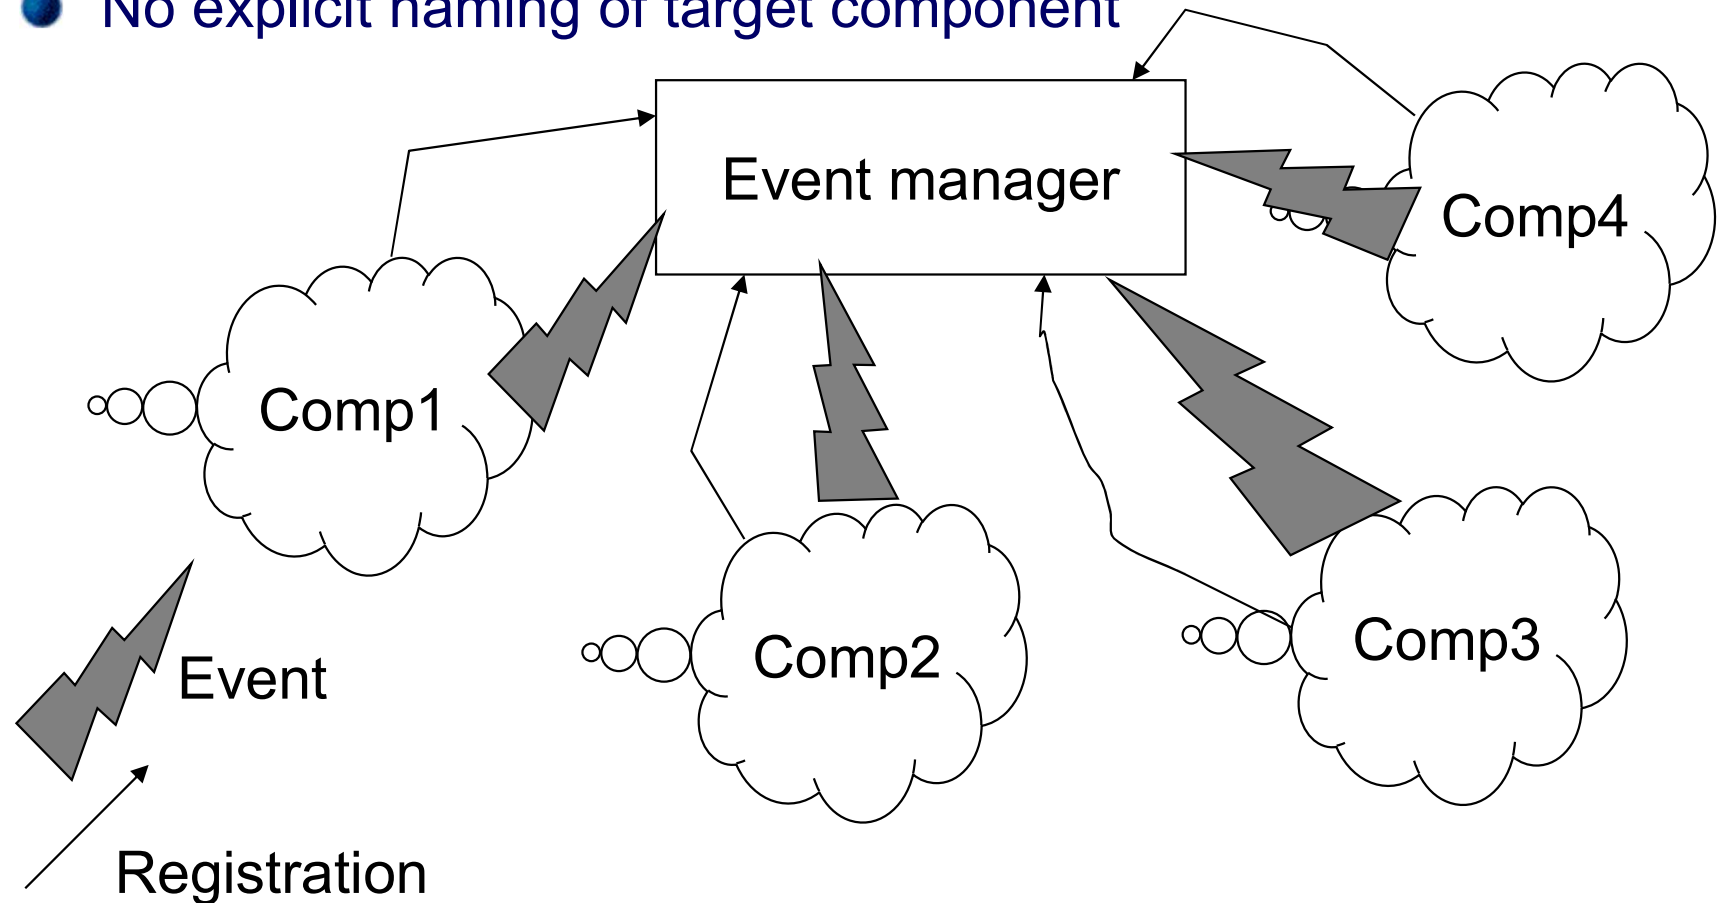 No explicit naming of target component
Event manager
Comp4
Comp1
Comp2
Comp3
Event
Registration